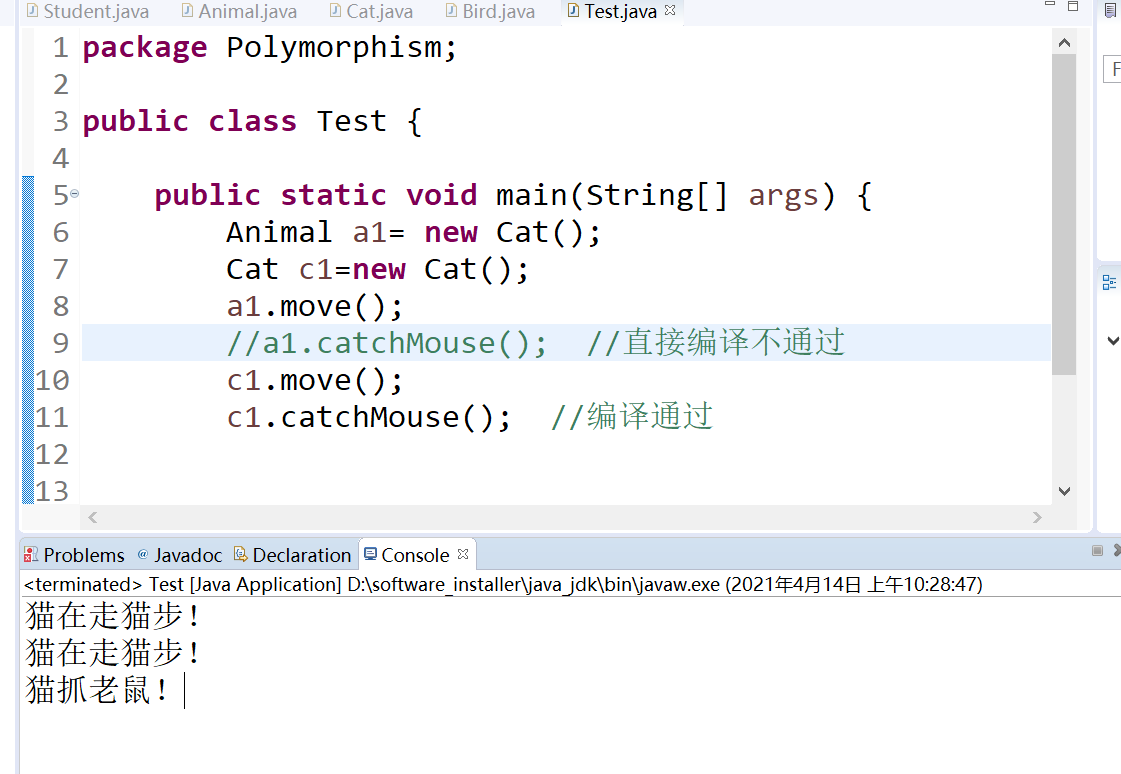 Student.java Animal.java Cat.java Bird.java Test.java
1 package Polymorphism;
2
3 public class Test {
4
5 public static void main(String[] args) {
6 Animal a1= new Cat();
7 Cat c1=new Cat();
8 a1.move();
9 //a1.catchMouse(); //直接编译不通过
10 c1.move();
11 c1.catchMouse(); //编译通过
12
13
Problems @ Javadoc Declaration Console
<terminated> Test [Java Application] D:\software_installer\java_jdk\bin\javaw.exe (2021年4月14日 上午10:28:47)
猫在走猫步！
猫在走猫步！
猫抓老鼠！